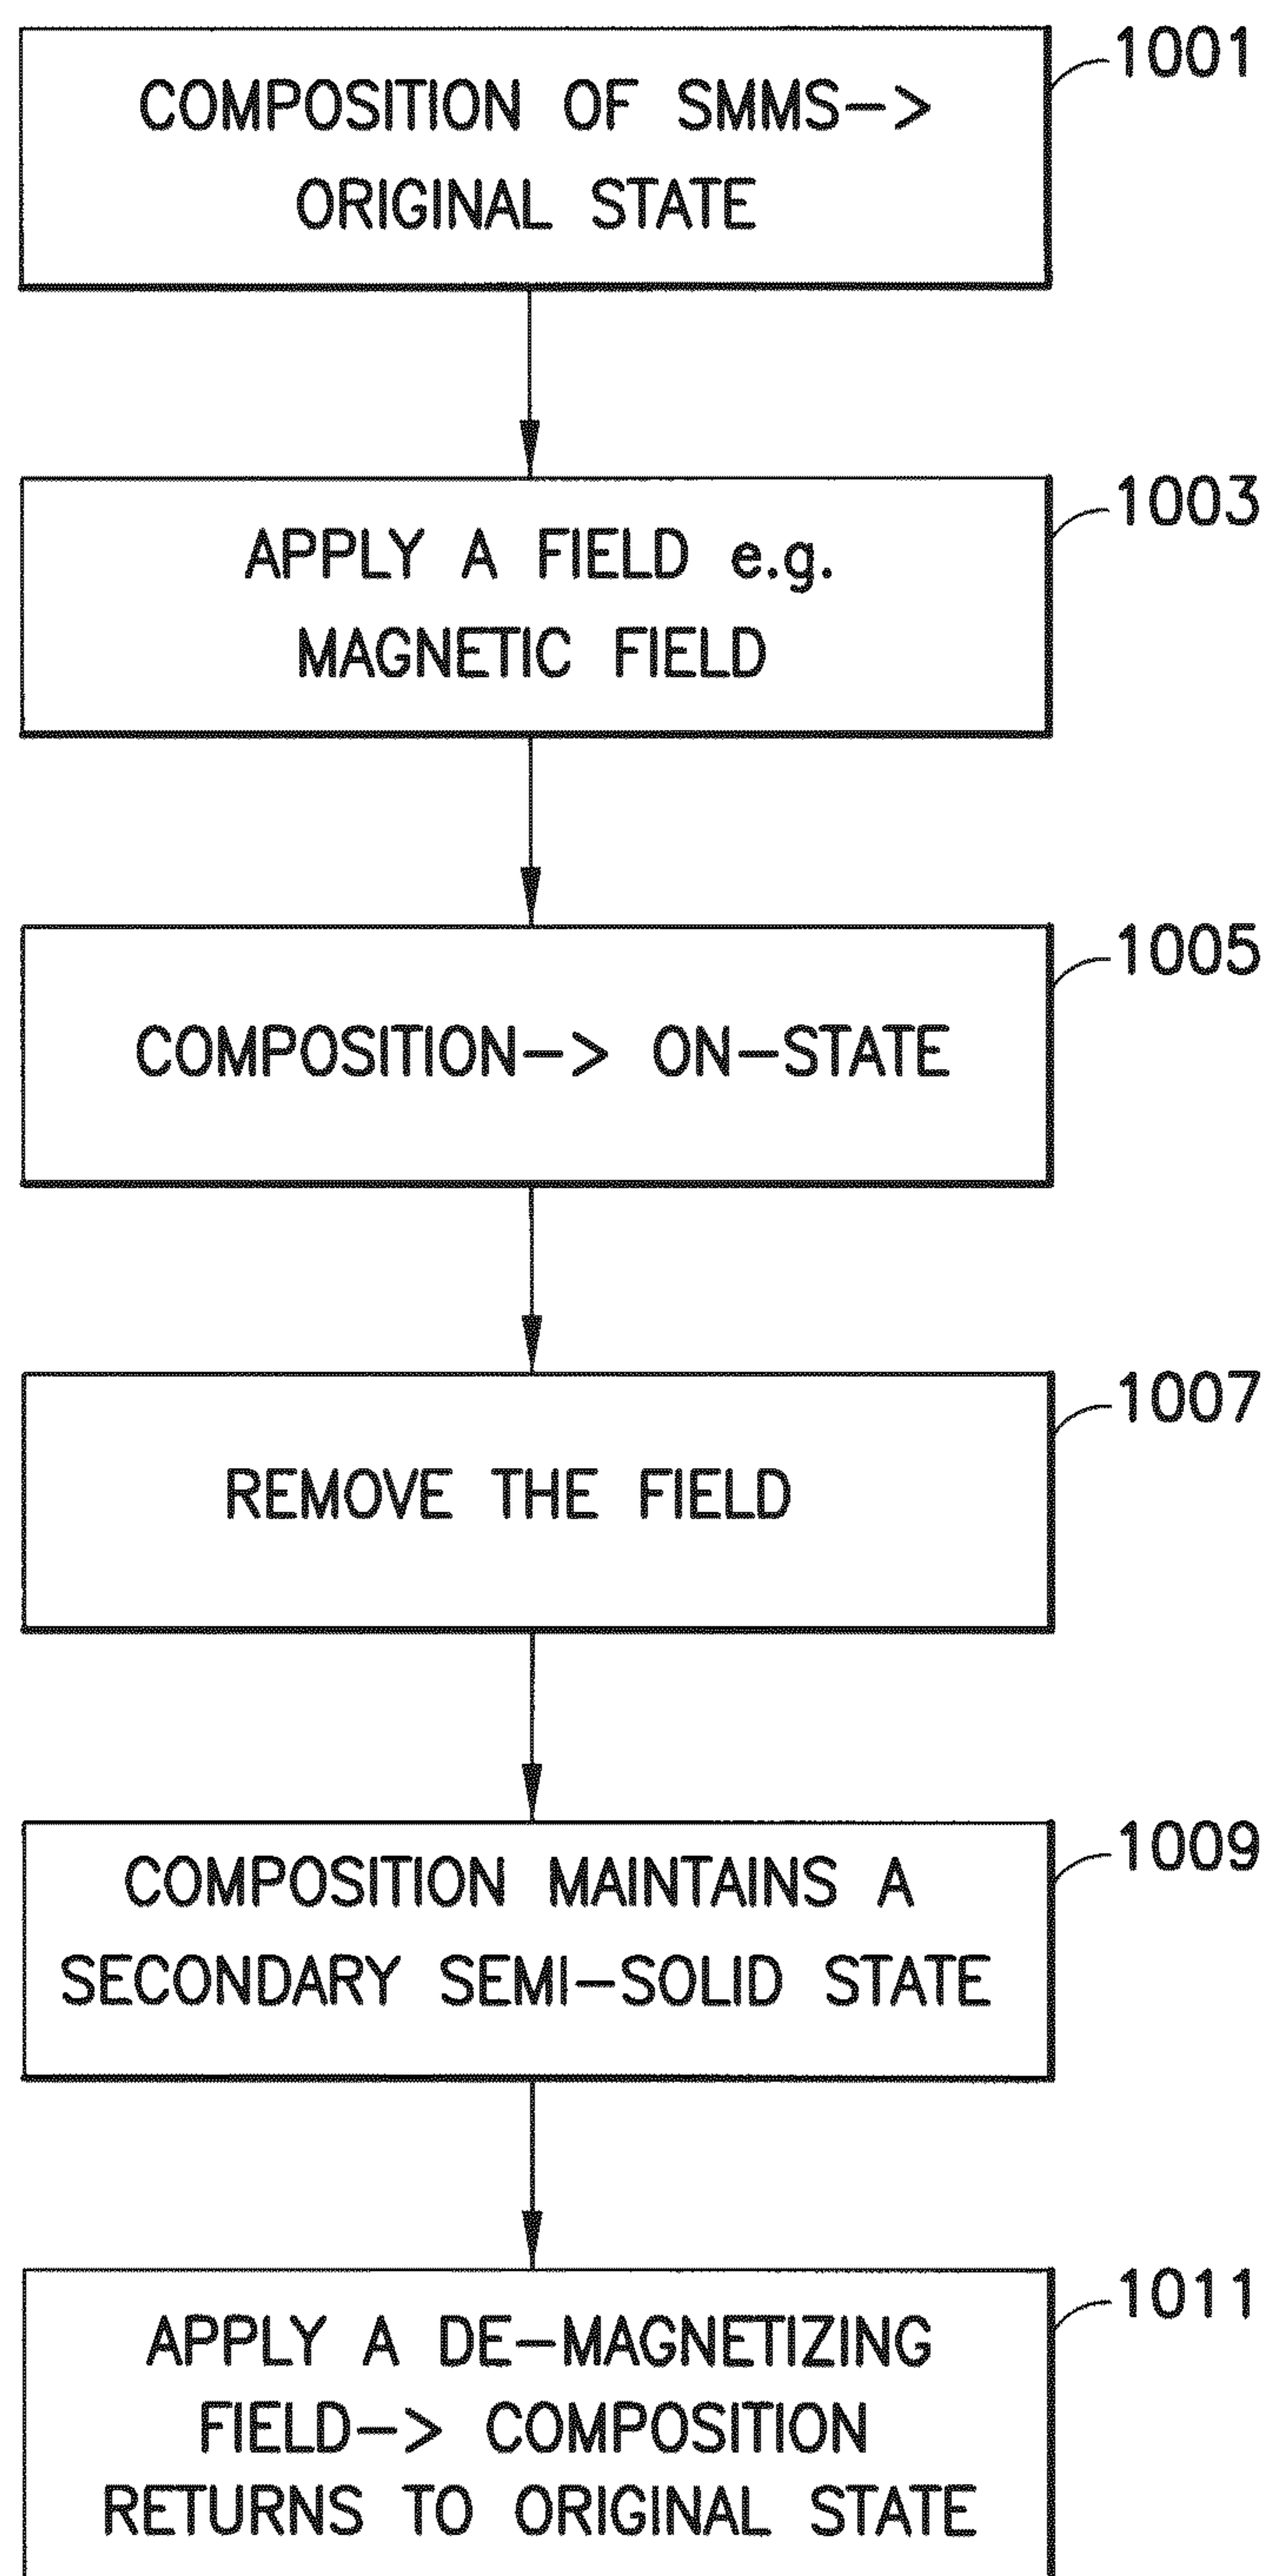 COMPOSITION OF SMMS->
ORIGINAL STATE
1001
APPLY A FIELD e.g.
MAGNETIC FIELD
1003
COMPOSITION-> ON-STATE
1005
REMOVE THE FIELD
1007
COMPOSITION MAINTAINS A
SECONDARY SEMI-SOLID STATE
1009
APPLY A DE-MAGNETIZING
FIELD-> COMPOSITION
RETURNS TO ORIGINAL STATE
1011